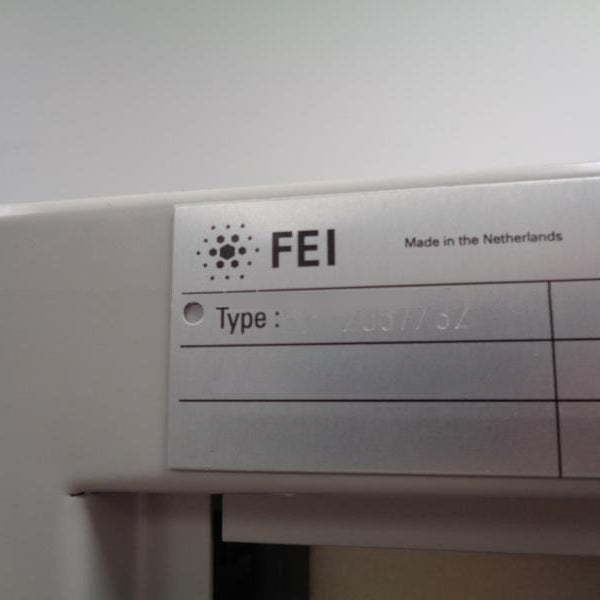 FEI
Made in the Netherlands
Type :